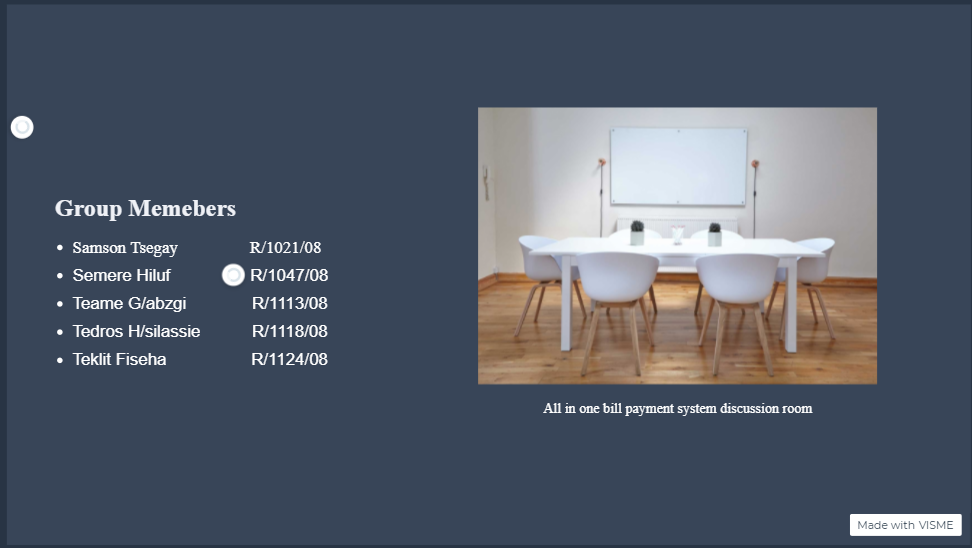 Group Memebers
• Samson Tsegay R/1021/08
• Semere Hiluf R/1047/08
• Teame G/abzgi R/1113/08
• Tedros H/silassie R/1118/08
• Teklit Fiseha R/1124/08
All in one bill payment system discussion room
Made with VISME